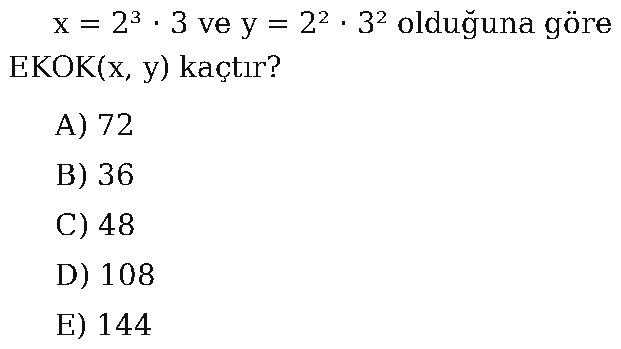 x = 2³ · 3 ve y = 2² · 3² olduğuna göre
EKOK(x, y) kaçtır?
A) 72
B) 36
C) 48
D) 108
E) 144